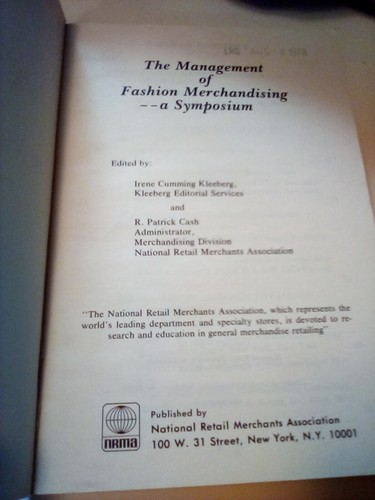 The Management
of
Fashion Merchandising
--a Symposium
Edited by:
Irene Cumming Kleeberg,
Kleeberg Editorial Services
and
R. Patrick Cash
Administrator,
Merchandising Division
National Retail Merchants Association
"The National Retail Merchants Association, which represents the
world's leading department and specialty stores, is devoted to re-
search and education in general merchandise retailing"
nrma
Published by
National Retail Merchants Association
100 W. 31 Street, New York, N.Y. 10001